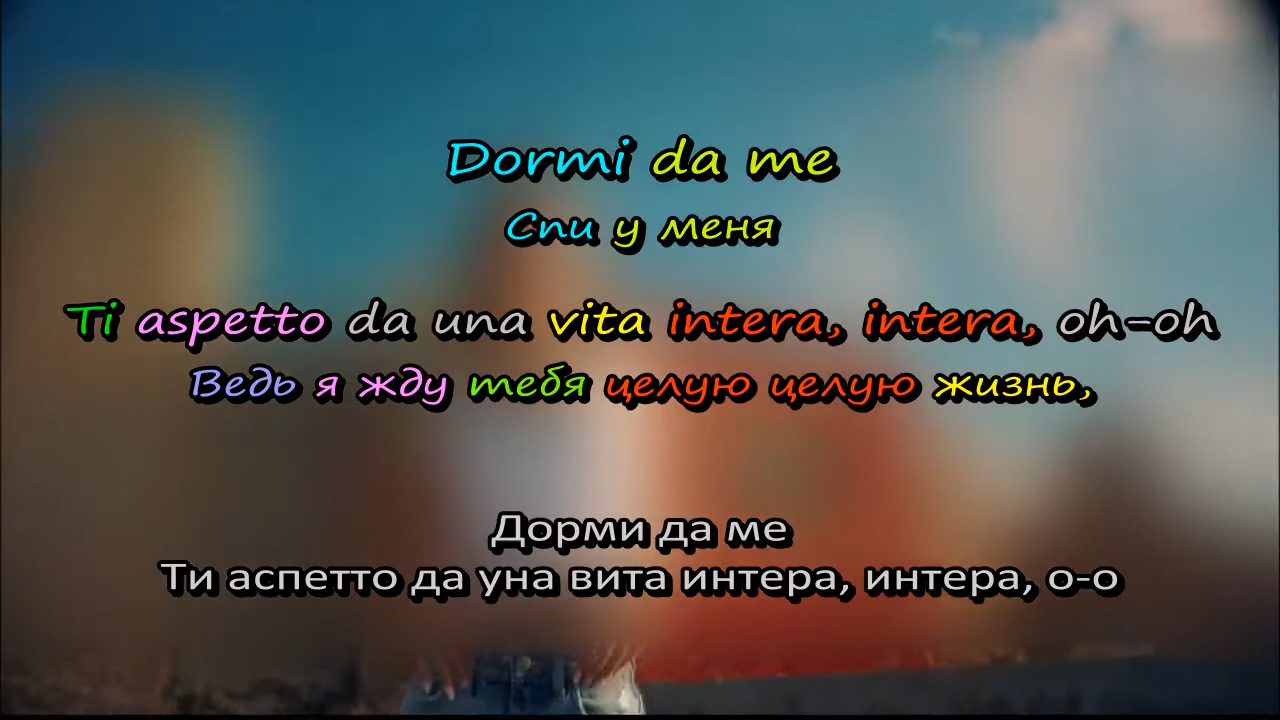 Dormi da me
Спи у меня
Ti aspetto da una vita intera, intera, oh-oh
Ведь я жду тебя целую целую жизнь,
Дорми да ме
Ти аспетто да уна вита интера, интера, о-о